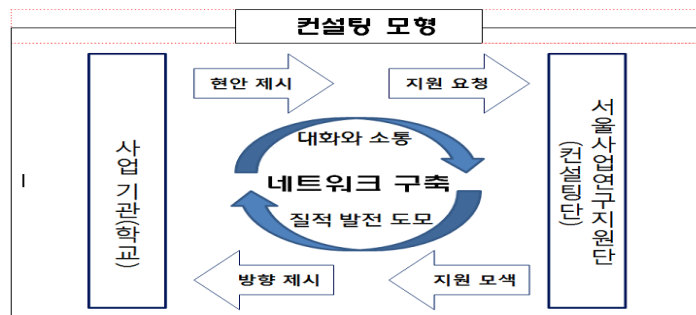 컨설팅 모형
현안 제시
지원 요청
사업 기관(학교)
대화와 소통
네트워크 구축
질적 발전 도모
서울사업연구지원단
(컨설팅단)
방향 제시
지원 모색